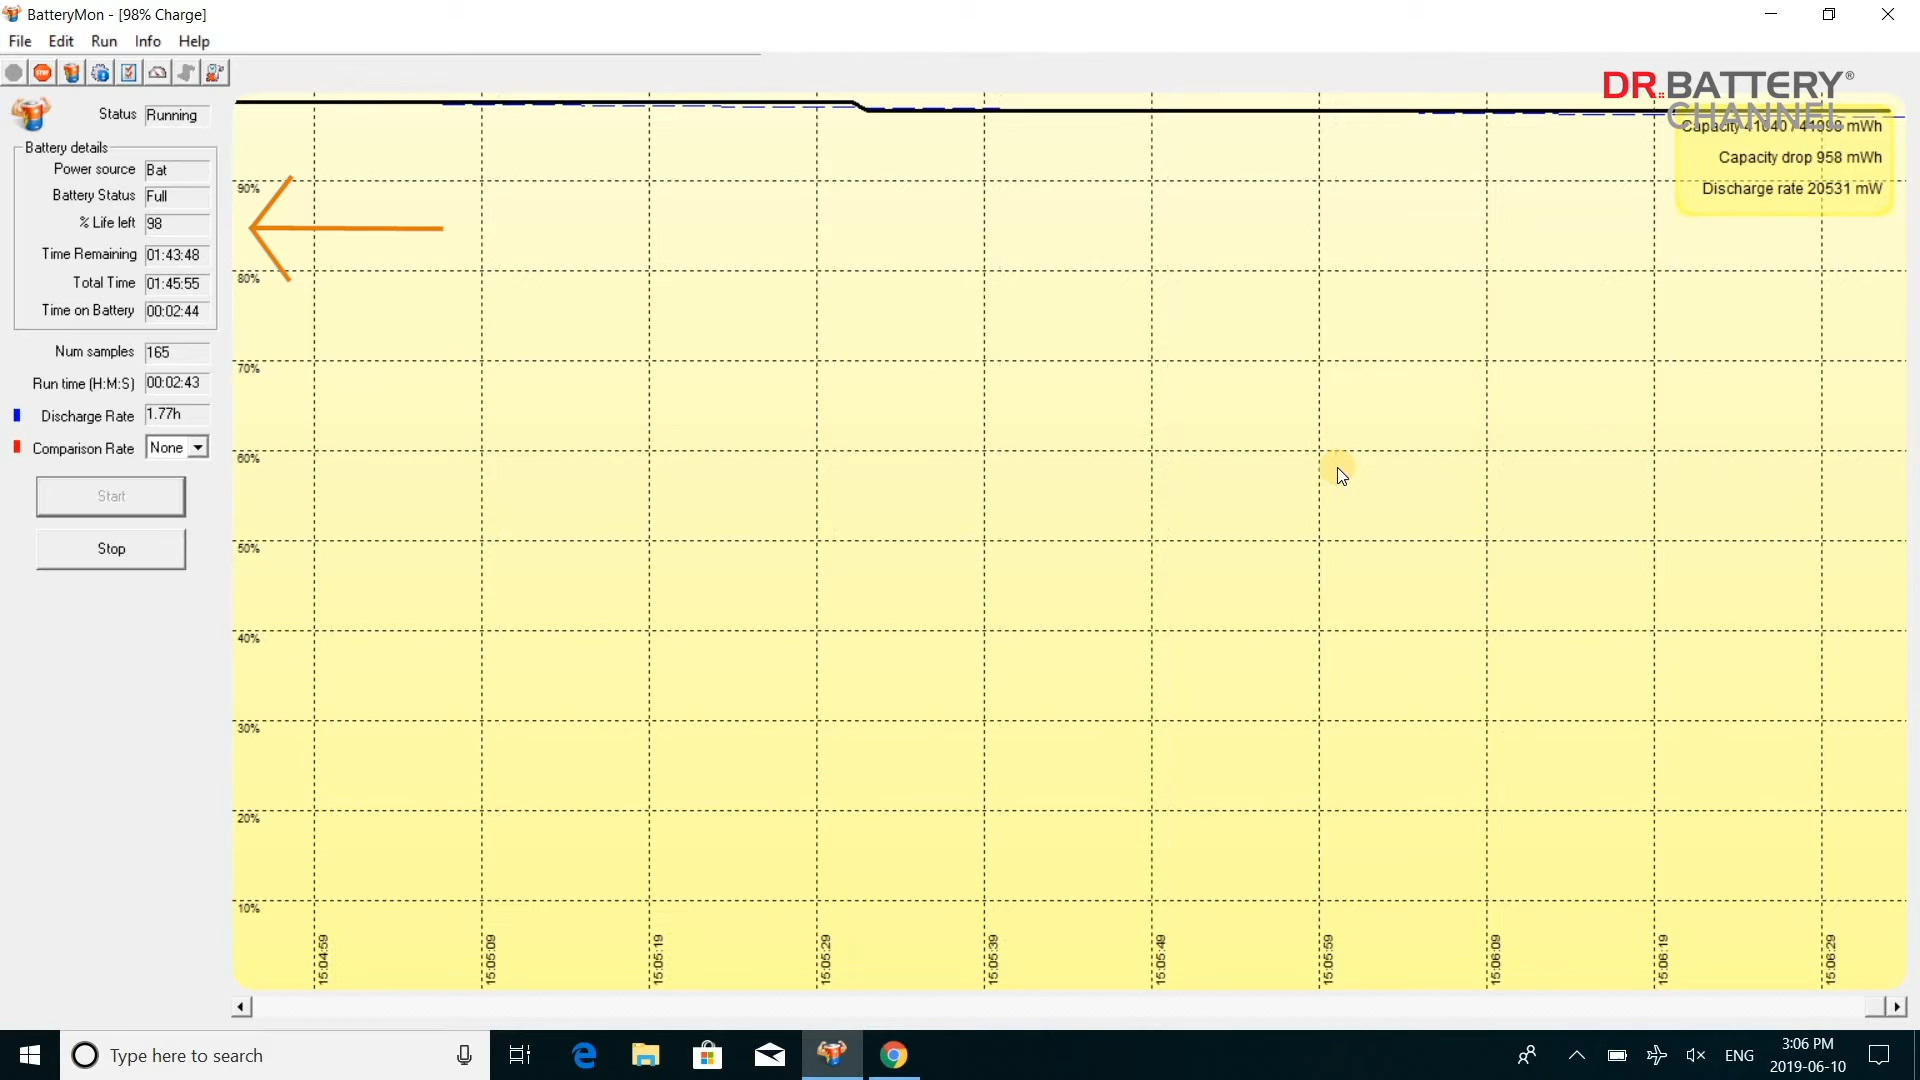 BatteryMon - [98% Charge]
File Edit Run Info Help
DR.BATTERY®
CHANNEL
Status Running
Battery details
Power source Bat
Battery Status Full
% Life left 98
Time Remaining 01:43:48
Total Time 01:45:55
Time on Battery 00:02:44
Num samples 165
Run time (H:M:S) 00:02:43
Discharge Rate 1.77h
Comparison Rate None
Start
Stop
Capacity mWh
Capacity drop 958 mWh
Discharge rate 20531 mW
90%
80%
70%
60%
50%
40%
30%
20%
10%
15:04:59 15:05:09 15:05:19 15:05:29 15:05:39 15:05:49 15:05:59 15:06:09 15:06:19 15:06:29
Type here to search
ENG
3:06 PM
2019-06-10